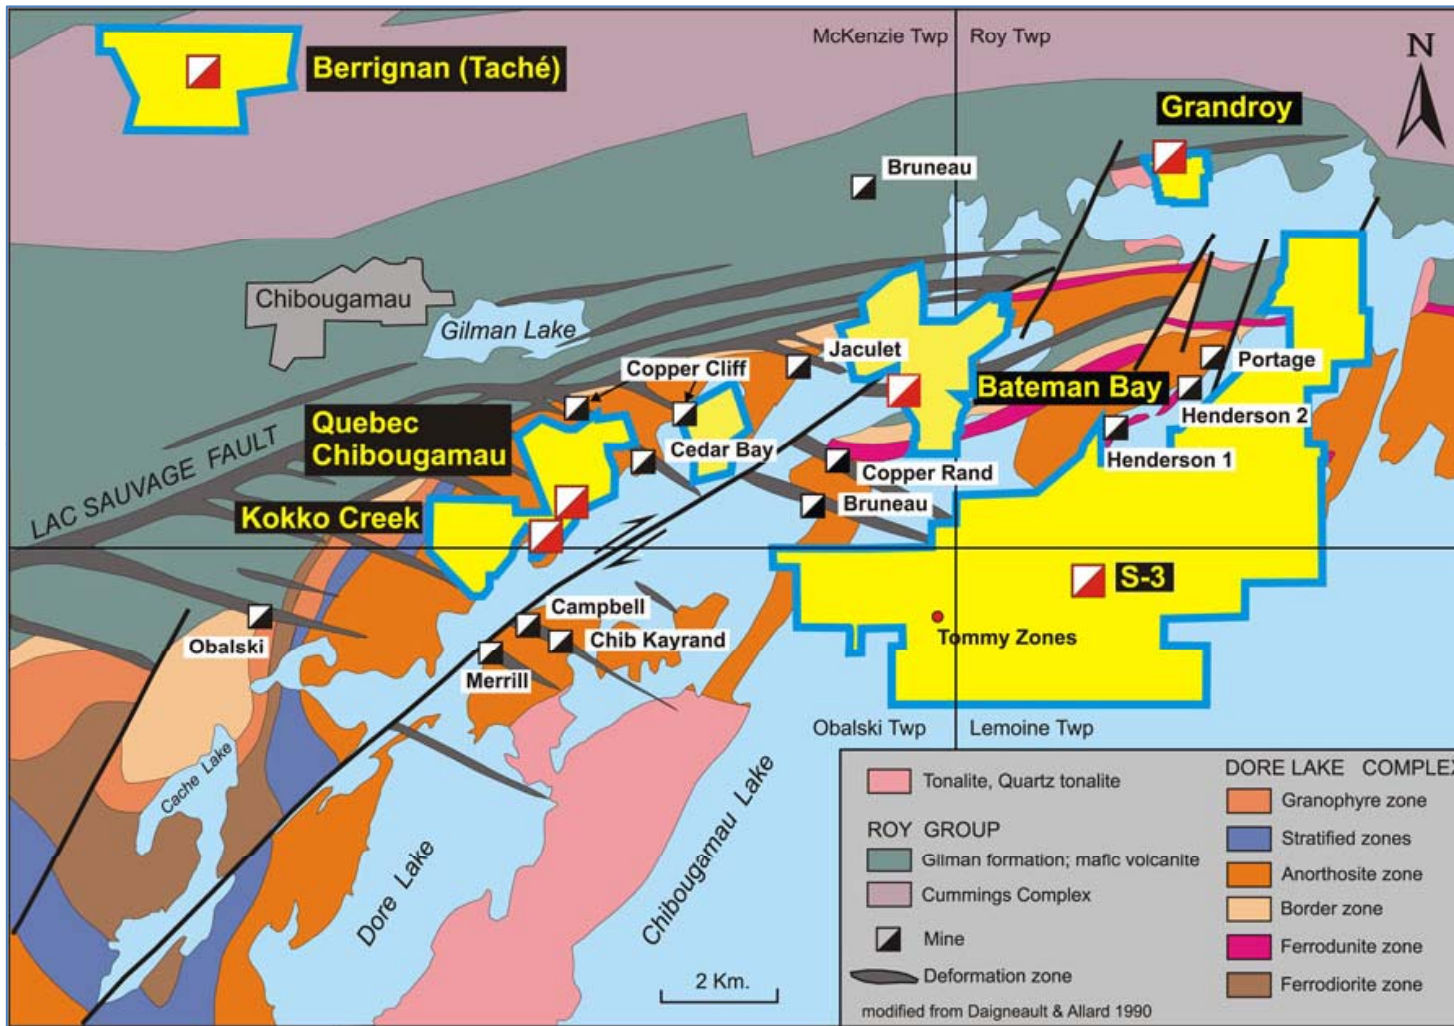 McKenzie Twp
Roy Twp
N
Berrignan (Taché)
Grandroy
Bruneau
Chibougamau
Gilman Lake
Jaculet
Copper Cliff
Portage
Bateman Bay
Quebec
Chibougamau
Henderson 2
Cedar Bay
Henderson 1
LAC SAUVAGE FAULT
Copper Rand
Kokko Creek
Bruneau
S-3
Campbell
Tommy Zones
Obalski
Chib Kayrand
Merrill
Obalski Twp
Lemoine Twp
Cache Lake
Dore Lake
Chibougamau Lake
2 Km.
Tonalite, Quartz tonalite
ROY GROUP
Gilman formation; mafic volcanite
Cummings Complex
Mine
Deformation zone
modified from Daigneault & Allard 1990
DORE LAKE COMPLEX
Granophyre zone
Stratified zones
Anorthosite zone
Border zone
Ferrodunite zone
Ferrodiorite zone